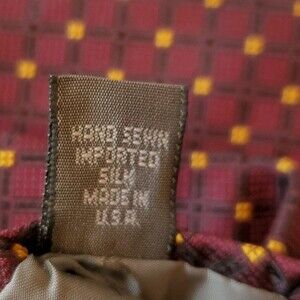 HAND SEWN
IMPORTED
SILK
MADE IN
U.S.A.